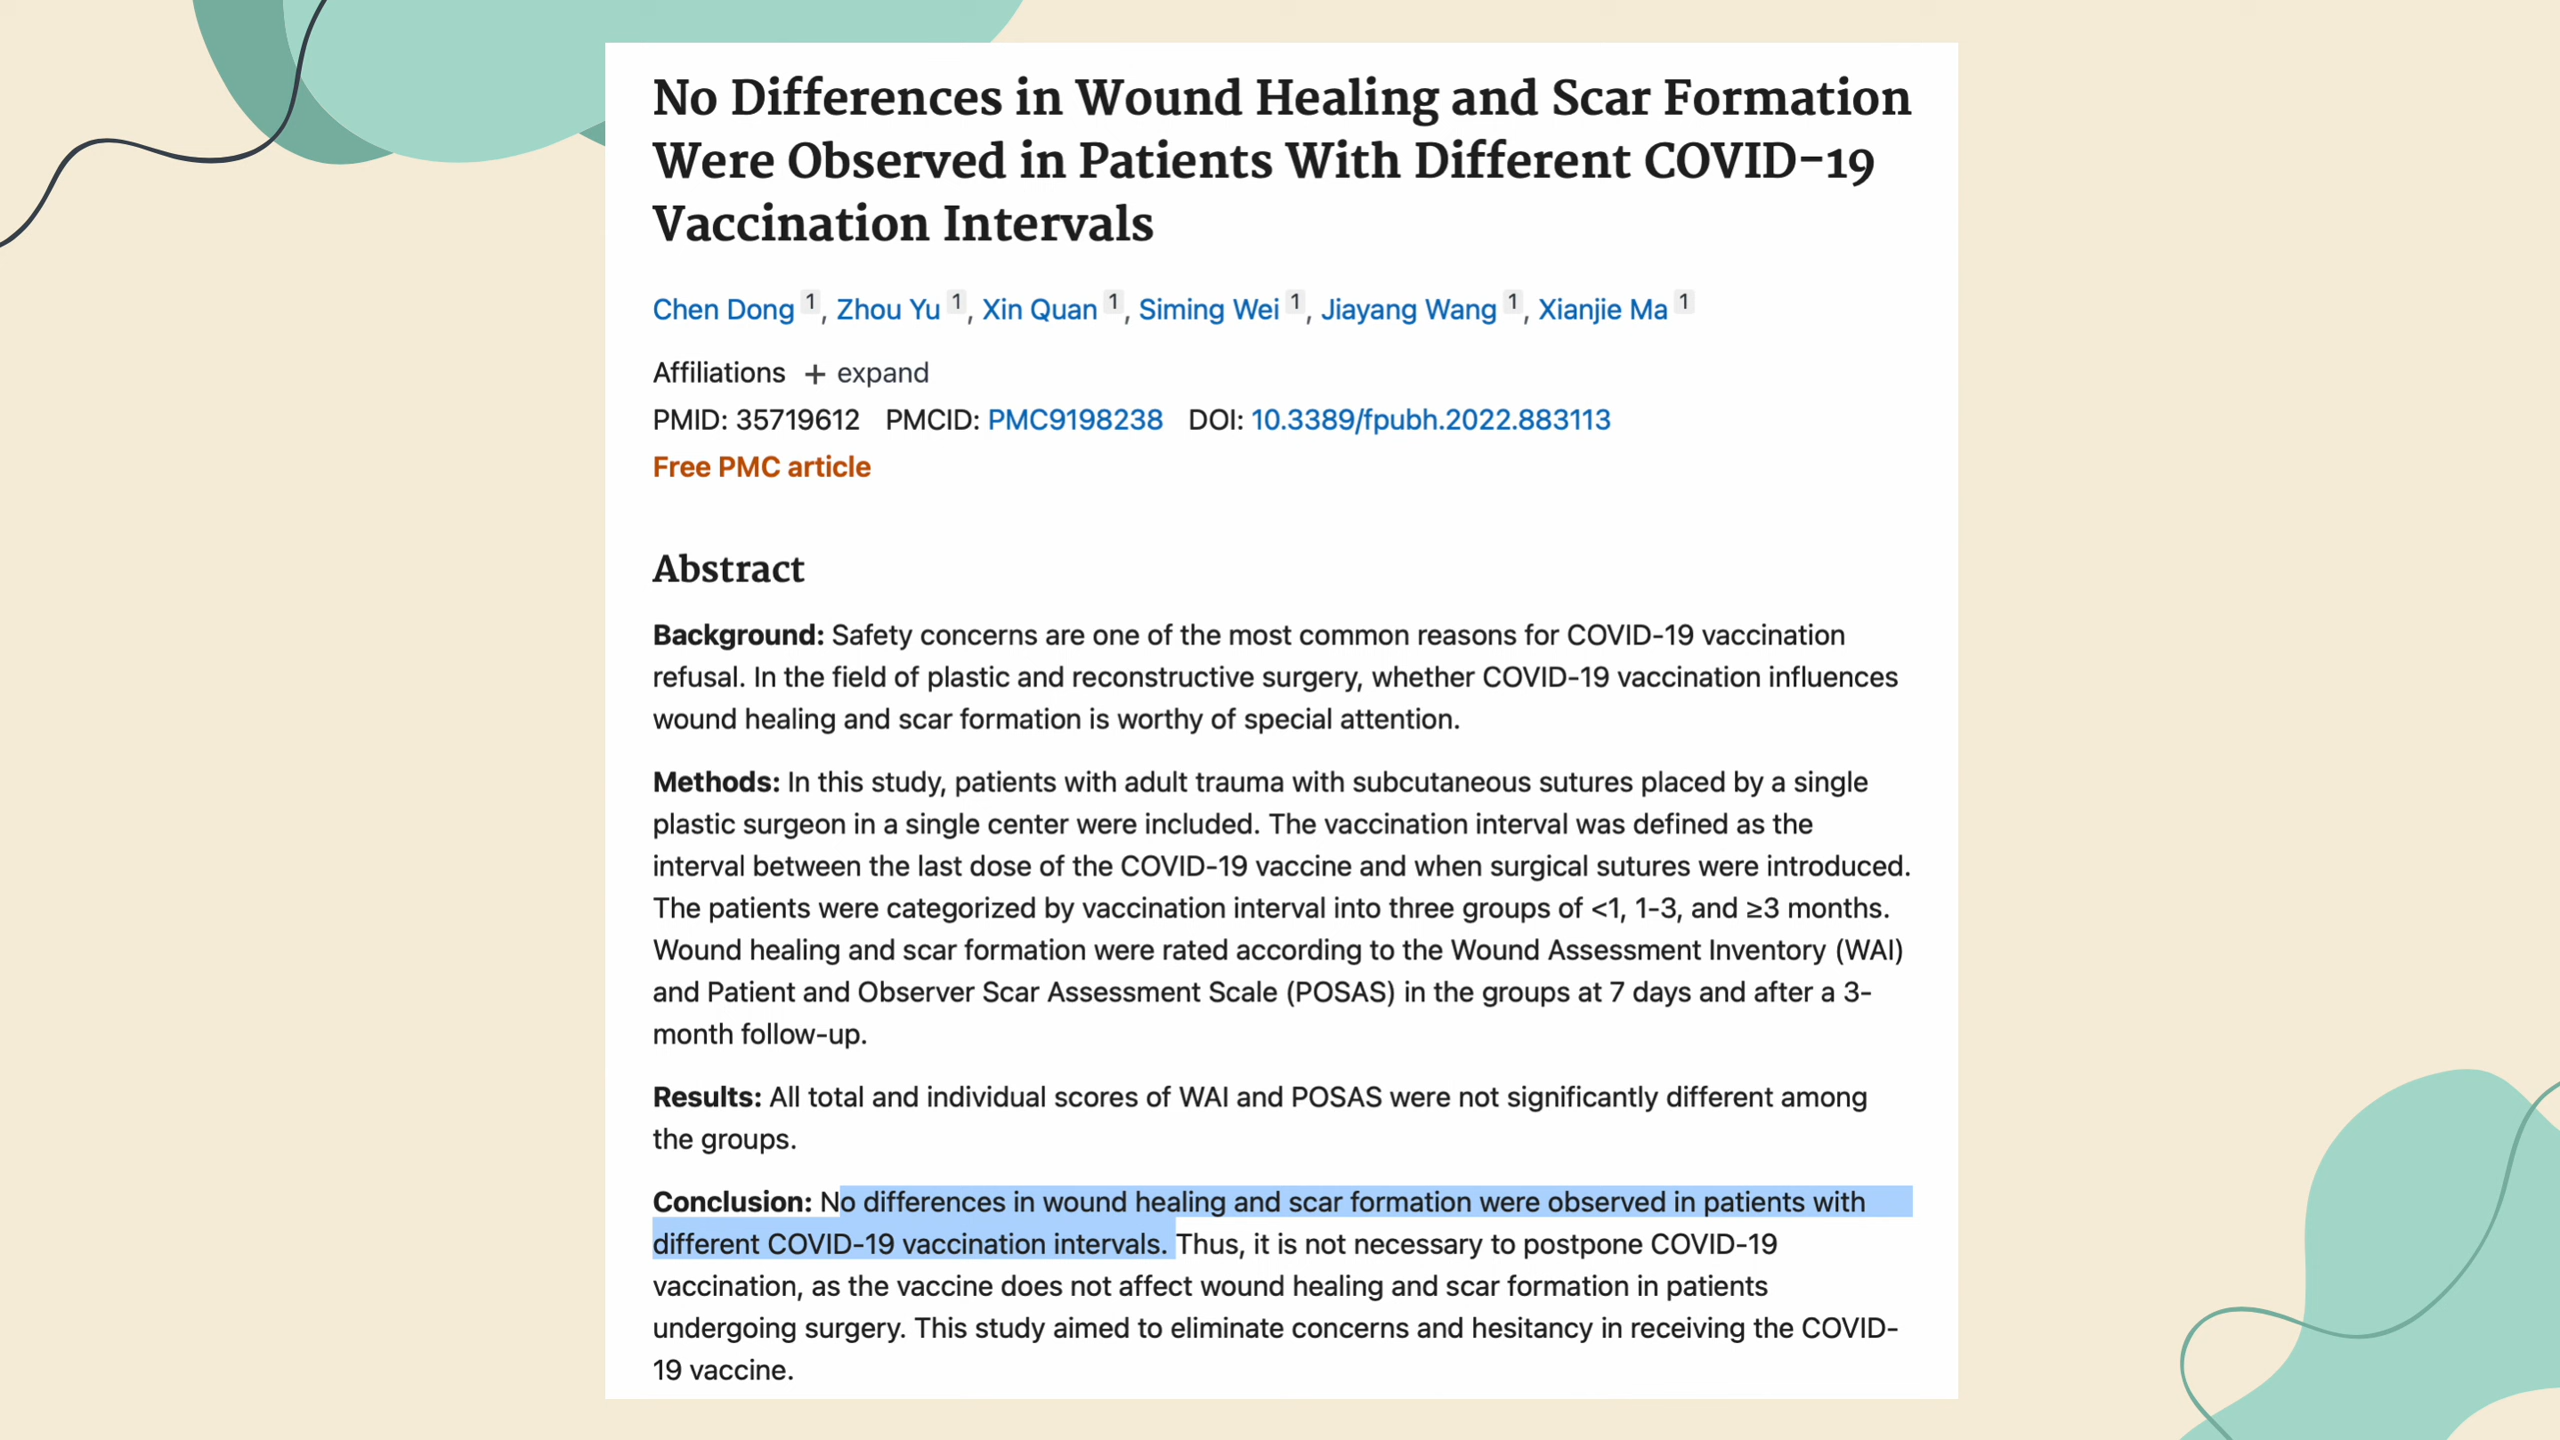 No Differences in Wound Healing and Scar Formation
Were Observed in Patients With Different COVID-19
Vaccination Intervals
Chen Dong 1, Zhou Yu 1, Xin Quan 1, Siming Wei 1, Jiayang Wang 1, Xianjie Ma 1
Affiliations + expand
PMID: 35719612 PMCID: PMC9198238 DOI: 10.3389/fpubh.2022.883113
Free PMC article
Abstract
Background: Safety concerns are one of the most common reasons for COVID-19 vaccination
refusal. In the field of plastic and reconstructive surgery, whether COVID-19 vaccination influences
wound healing and scar formation is worthy of special attention.
Methods: In this study, patients with adult trauma with subcutaneous sutures placed by a single
plastic surgeon in a single center were included. The vaccination interval was defined as the
interval between the last dose of the COVID-19 vaccine and when surgical sutures were introduced.
The patients were categorized by vaccination interval into three groups of <1, 1-3, and ≥3 months.
Wound healing and scar formation were rated according to the Wound Assessment Inventory (WAI)
and Patient and Observer Scar Assessment Scale (POSAS) in the groups at 7 days and after a 3-
month follow-up.
Results: All total and individual scores of WAI and POSAS were not significantly different among
the groups.
Conclusion: No differences in wound healing and scar formation were observed in patients with
different COVID-19 vaccination intervals. Thus, it is not necessary to postpone COVID-19
vaccination, as the vaccine does not affect wound healing and scar formation in patients
undergoing surgery. This study aimed to eliminate concerns and hesitancy in receiving the COVID-
19 vaccine.